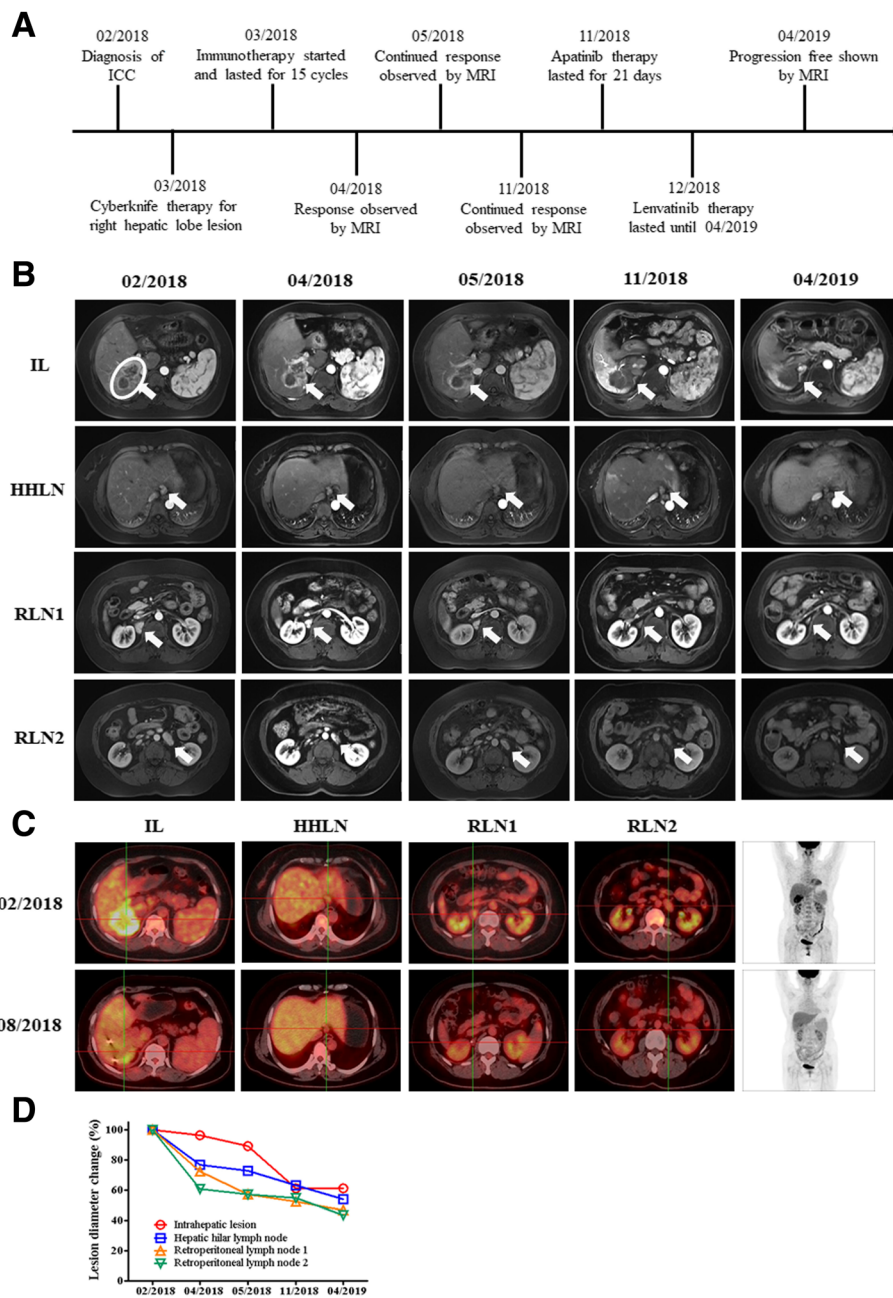 A
02/2018
Diagnosis of
ICC
03/2018
Immunotherapy started
and lasted for 15 cycles
05/2018
Continued response
observed by MRI
11/2018
Apatinib therapy
lasted for 21 days
04/2019
Progression free shown
by MRI
03/2018
Cyberknife therapy for
right hepatic lobe lesion
04/2018
Response observed
by MRI
11/2018
Continued response
observed by MRI
12/2018
Lenvatinib therapy
lasted until 04/2019
B
02/2018 04/2018 05/2018 11/2018 04/2019
IL
HHLN
RLN1
RLN2
C
IL HHLN RLN1 RLN2
02/2018
08/2018
D
Lesion diameter change (%)
100
80
60
40
20
0
Intrahepatic lesion
Hepatic hilar lymph node
Retroperitoneal lymph node 1
Retroperitoneal lymph node 2
02/2018 04/2018 05/2018 11/2018 04/2019